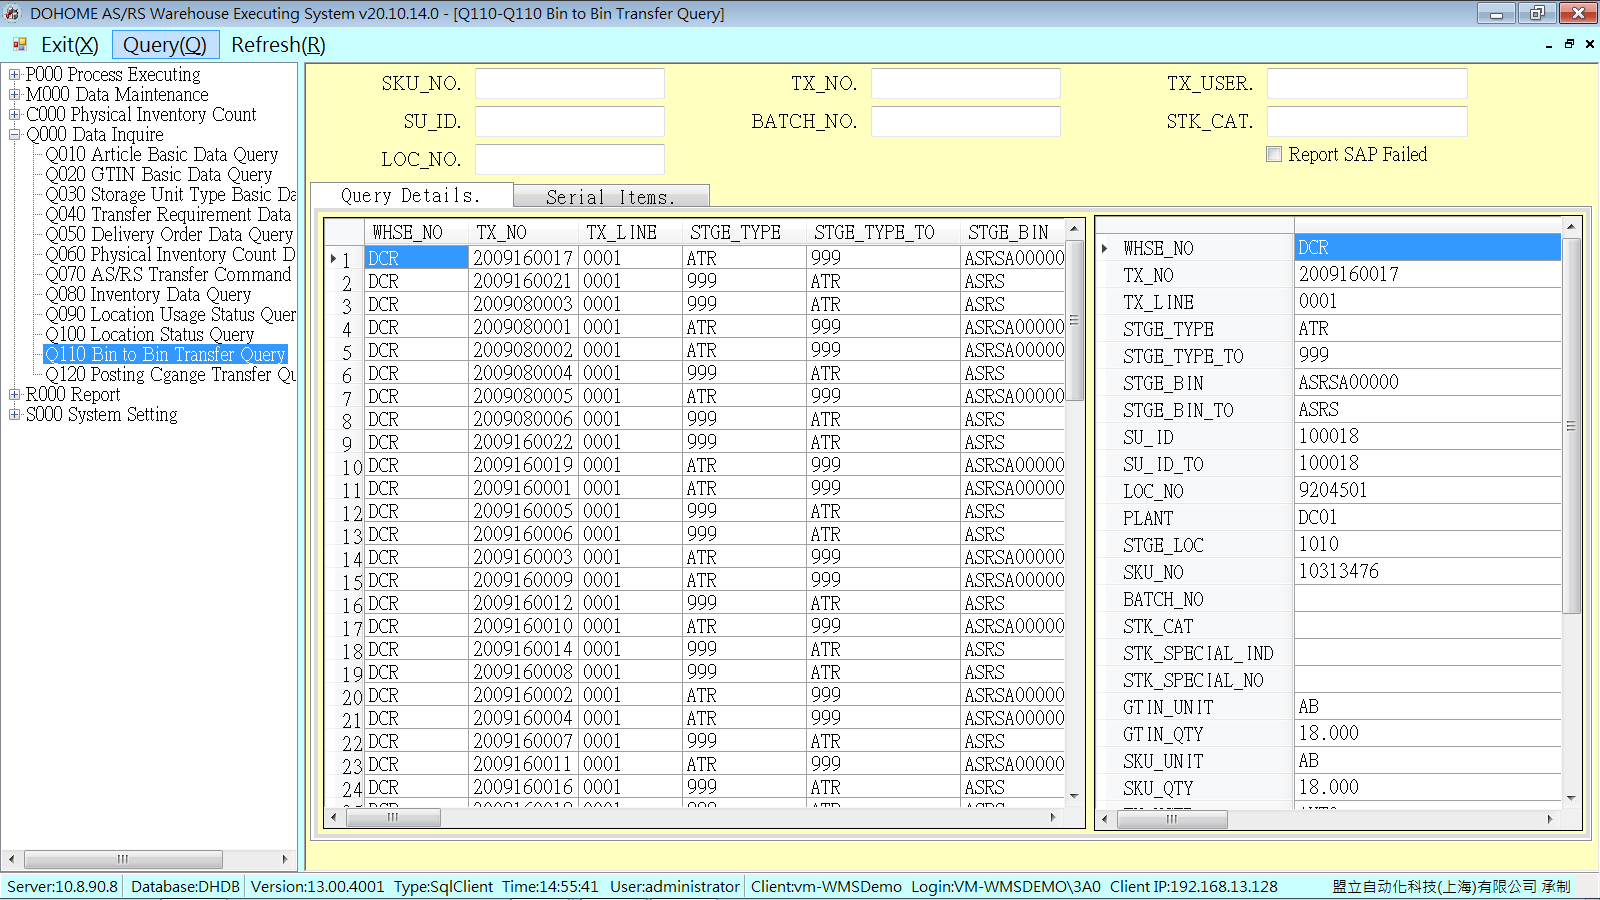 DOHOME AS/RS Warehouse Executing System v20.10.14.0 - [Q110-Q110 Bin to Bin Transfer Query]
Exit(X) Query(Q) Refresh(R)
P000 Process Executing
M000 Data Maintenance
C000 Physical Inventory Count
Q000 Data Inquire
Q010 Article Basic Data Query
Q020 GTIN Basic Data Query
Q030 Storage Unit Type Basic Da
Q040 Transfer Requirement Data
Q050 Delivery Order Data Query
Q060 Physical Inventory Count D
Q070 AS/RS Transfer Command
Q080 Inventory Data Query
Q090 Location Usage Status Quer
Q100 Location Status Query
Q110 Bin to Bin Transfer Query
Q120 Posting Cgange Transfer Qu
R000 Report
S000 System Setting
SKU_NO. TX_NO. TX_USER.
SU_ID. BATCH_NO. STK_CAT.
LOC_NO. Report SAP Failed
Query Details. Serial Items.
WHSE_NO TX_NO TX_LINE STGE_TYPE STGE_TYPE_TO STGE_BIN
1 DCR 2009160017 0001 ATR 999 ASRSA00000
2 DCR 2009160021 0001 999 ATR ASRS
3 DCR 2009080003 0001 999 ATR ASRS
4 DCR 2009080001 0001 ATR 999 ASRSA00000
5 DCR 2009080002 0001 ATR 999 ASRSA00000
6 DCR 2009080004 0001 999 ATR ASRS
7 DCR 2009080005 0001 ATR 999 ASRSA00000
8 DCR 2009080006 0001 999 ATR ASRS
9 DCR 2009160022 0001 999 ATR ASRS
10 DCR 2009160019 0001 ATR 999 ASRSA00000
11 DCR 2009160001 0001 ATR 999 ASRSA00000
12 DCR 2009160005 0001 999 ATR ASRS
13 DCR 2009160006 0001 999 ATR ASRS
14 DCR 2009160003 0001 ATR 999 ASRSA00000
15 DCR 2009160009 0001 ATR 999 ASRSA00000
16 DCR 2009160012 0001 999 ATR ASRS
17 DCR 2009160010 0001 ATR 999 ASRSA00000
18 DCR 2009160014 0001 999 ATR ASRS
19 DCR 2009160008 0001 999 ATR ASRS
20 DCR 2009160002 0001 ATR 999 ASRSA00000
21 DCR 2009160004 0001 ATR 999 ASRSA00000
22 DCR 2009160007 0001 999 ATR ASRS
23 DCR 2009160011 0001 ATR 999 ASRSA00000
24 DCR 2009160016 0001 999 ATR ASRS
WHSE_NO DCR
TX_NO 2009160017
TX_LINE 0001
STGE_TYPE ATR
STGE_TYPE_TO 999
STGE_BIN ASRSA00000
STGE_BIN_TO ASRS
SU_ID 100018
SU_ID_TO 100018
LOC_NO 9204501
PLANT DC01
STGE_LOC 1010
SKU_NO 10313476
BATCH_NO
STK_CAT
STK_SPECIAL_IND
STK_SPECIAL_NO
GTIN_UNIT AB
GTIN_QTY 18.000
SKU_UNIT AB
SKU_QTY 18.000
Server:10.8.90.8 Database:DHDB Version:13.00.4001 Type:SqlClient Time:14:55:41 User:administrator Client:vm-WMSDemo Login:VM-WMSDEMO\3A0 Client IP:192.168.13.128 盟立自动化科技(上海)有限公司 承制